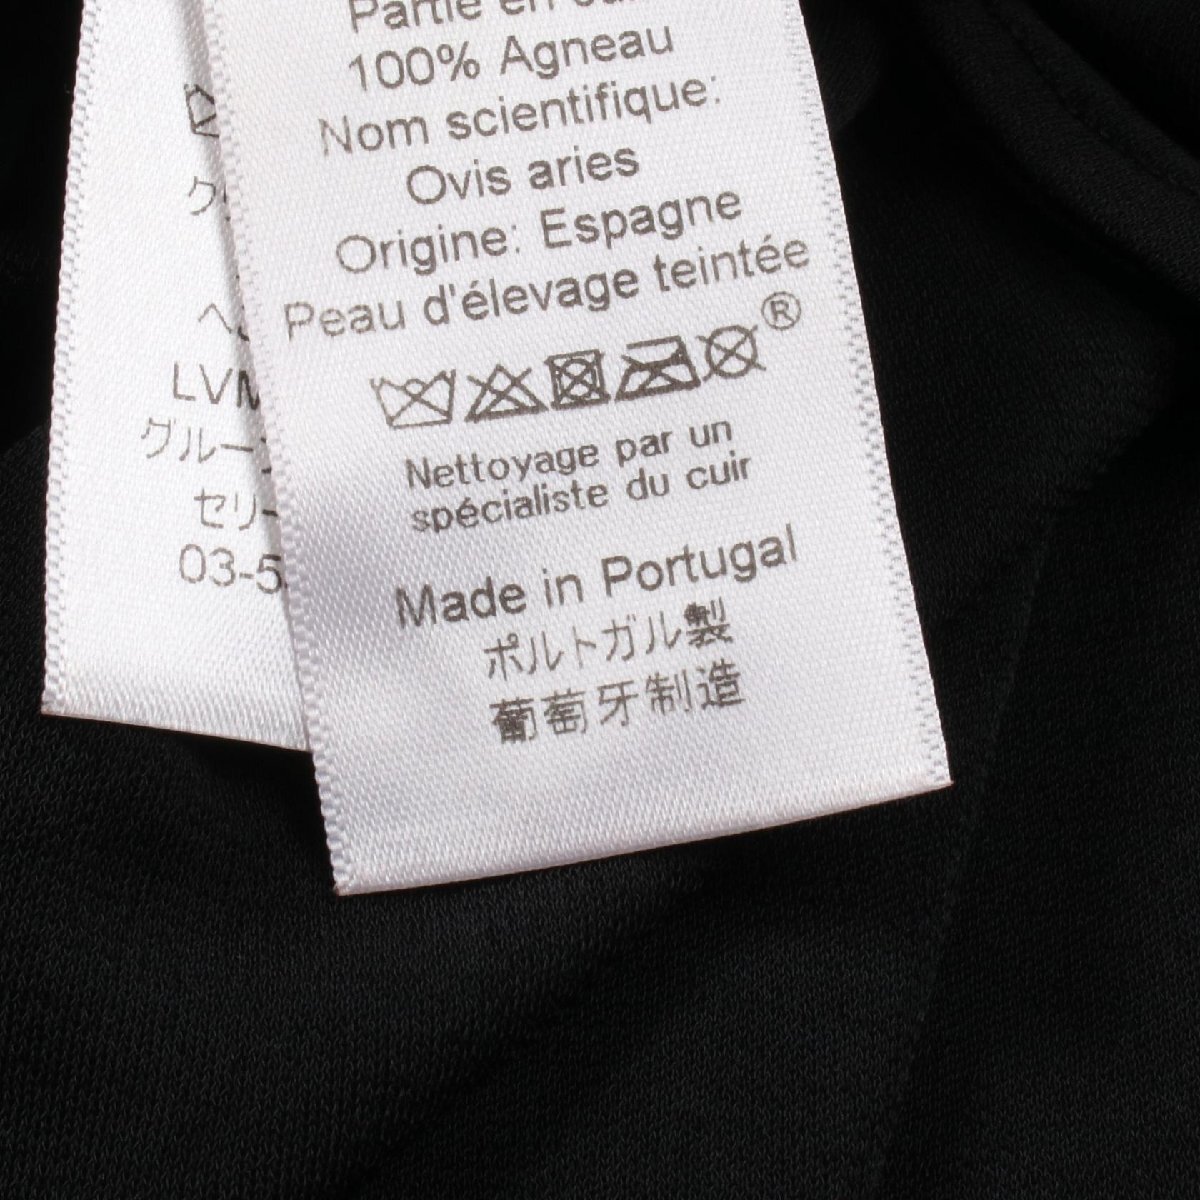 Partie en
100% Agneau
Nom scientifique:
Ovis aries
Origine: Espagne
Peau d'élevage teintée
®
Nettoyage par un
spécialiste du cuir
Made in Portugal
ポルトガル製
葡萄牙制造
グルー
セリー
03-5